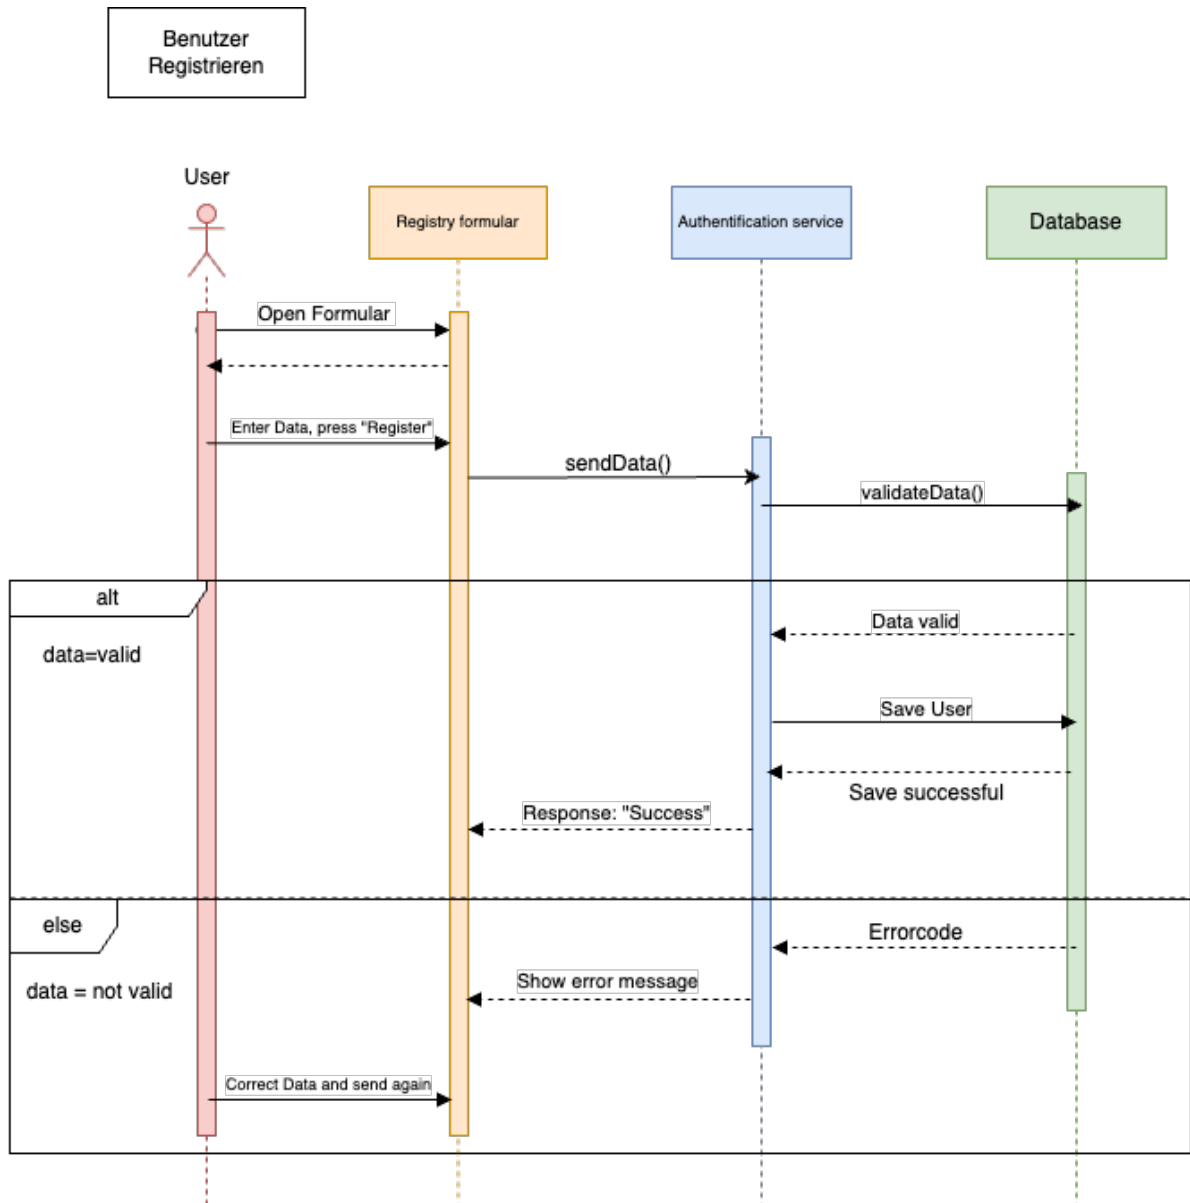 Benutzer
Registrieren
User
Registry formular
Authentification service
Database
Open Formular
Enter Data, press "Register"
sendData()
validateData()
alt
Data valid
data=valid
Save User
Save successful
Response: "Success"
else
Errorcode
Show error message
data = not valid
Correct Data and send again